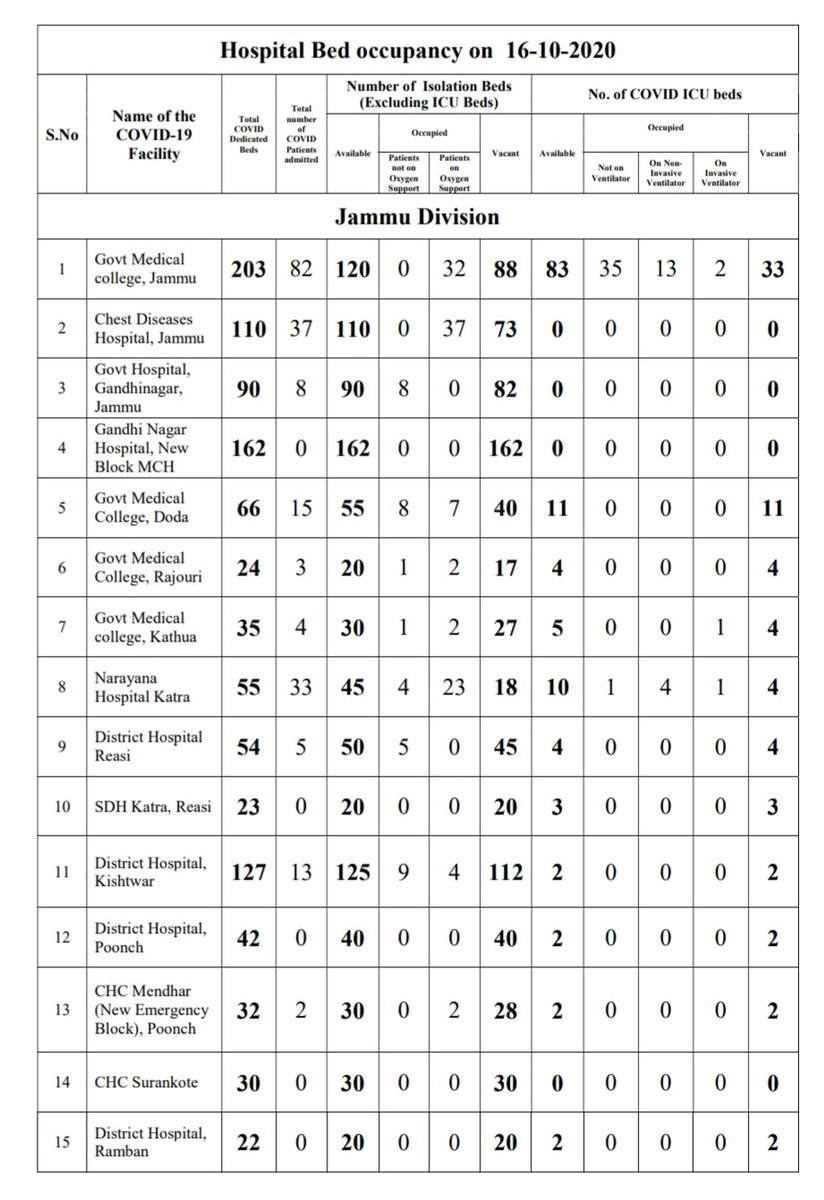 Hospital Bed occupancy on 16-10-2020
S.No
Name of the
COVID-19
Facility
Total
COVID
Dedicated
Beds
Total
number
of
COVID
Patients
admitted
Number of Isolation Beds
(Excluding ICU Beds)
Available
Occupied
Patients
not on
Oxygen
Support
Patients
on
Oxygen
Support
Vacant
No. of COVID ICU beds
Available
Occupied
Not on
Ventilator
On Non-
Invasive
Ventilator
On
Invasive
Ventilator
Vacant
Jammu Division
1 Govt Medical
college, Jammu 203 82 120 0 32 88 83 35 13 2 33
2 Chest Diseases
Hospital, Jammu 110 37 110 0 37 73 0 0 0 0 0
3 Govt Hospital,
Gandhinagar,
Jammu 90 8 90 8 0 82 0 0 0 0 0
4 Gandhi Nagar
Hospital, New
Block MCH 162 0 162 0 0 162 0 0 0 0 0
5 Govt Medical
College, Doda 66 15 55 8 7 40 11 0 0 0 11
6 Govt Medical
College, Rajouri 24 3 20 1 2 17 4 0 0 0 4
7 Govt Medical
college, Kathua 35 4 30 1 2 27 5 0 0 1 4
8 Narayana
Hospital Katra 55 33 45 4 23 18 10 1 4 1 4
9 District Hospital
Reasi 54 5 50 5 0 45 4 0 0 0 4
10 SDH Katra, Reasi 23 0 20 0 0 20 3 0 0 0 3
11 District Hospital,
Kishtwar 127 13 125 9 4 112 2 0 0 0 2
12 District Hospital,
Poonch 42 0 40 0 0 40 2 0 0 0 2
13 CHC Mendhar
(New Emergency
Block), Poonch 32 2 30 0 2 28 2 0 0 0 2
14 CHC Surankote 30 0 30 0 0 30 0 0 0 0 0
15 District Hospital,
Ramban 22 0 20 0 0 20 2 0 0 0 2